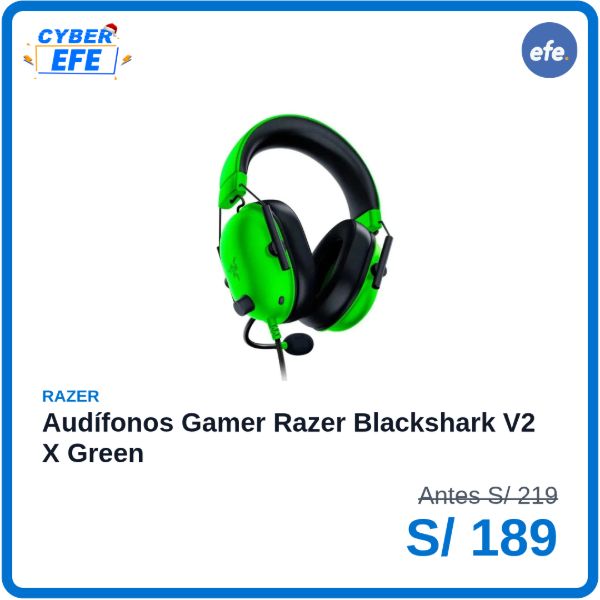 CYBER
EFE
efe.
RAZER
Audífonos Gamer Razer Blackshark V2
X Green
Antes S/ 219
S/ 189